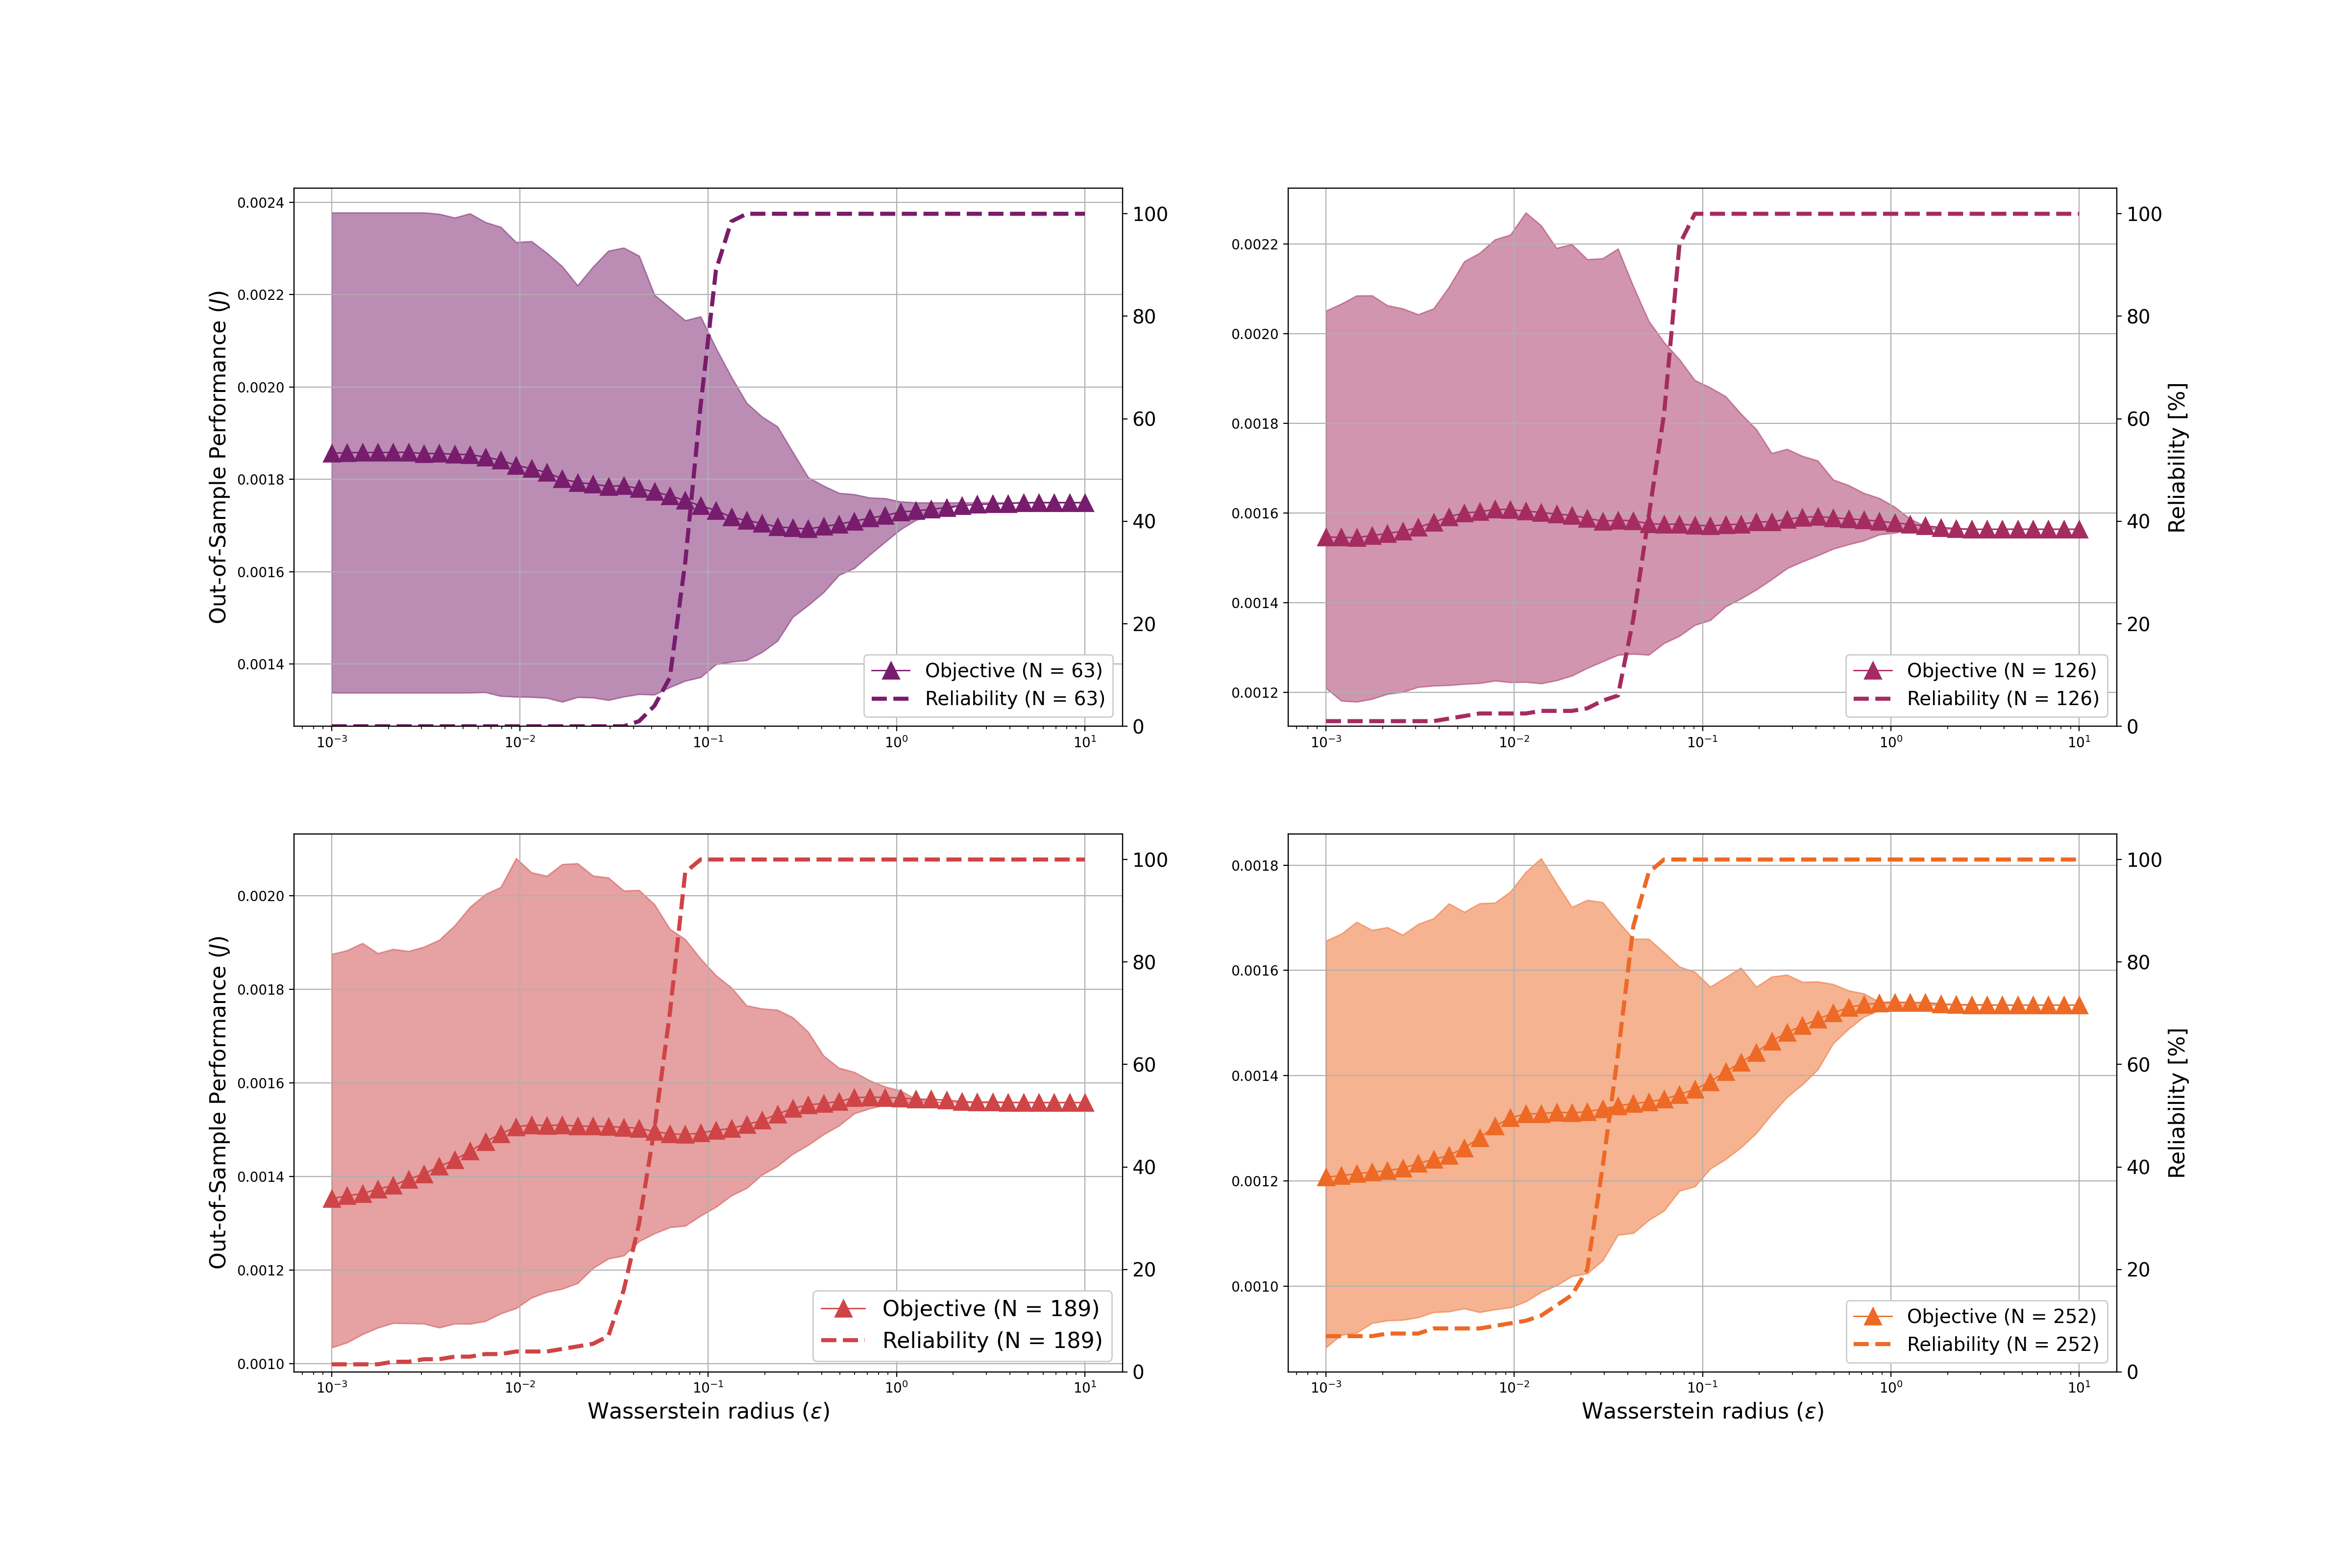 0.0024
0.0022
0.0020
0.0018
0.0016
0.0014
Out-of-Sample Performance (J)
100
80
60
40
20
0
10⁻³ 10⁻² 10⁻¹ 10⁰ 10¹
Objective (N = 63)
Reliability (N = 63)
0.0022
0.0020
0.0018
0.0016
0.0014
0.0012
100
80
60
40
20
0
Reliability [%]
10⁻³ 10⁻² 10⁻¹ 10⁰ 10¹
Objective (N = 126)
Reliability (N = 126)
0.0020
0.0018
0.0016
0.0014
0.0012
0.0010
Out-of-Sample Performance (J)
100
80
60
40
20
0
10⁻³ 10⁻² 10⁻¹ 10⁰ 10¹
Wasserstein radius (ε)
Objective (N = 189)
Reliability (N = 189)
0.0018
0.0016
0.0014
0.0012
0.0010
100
80
60
40
20
0
Reliability [%]
10⁻³ 10⁻² 10⁻¹ 10⁰ 10¹
Wasserstein radius (ε)
Objective (N = 252)
Reliability (N = 252)